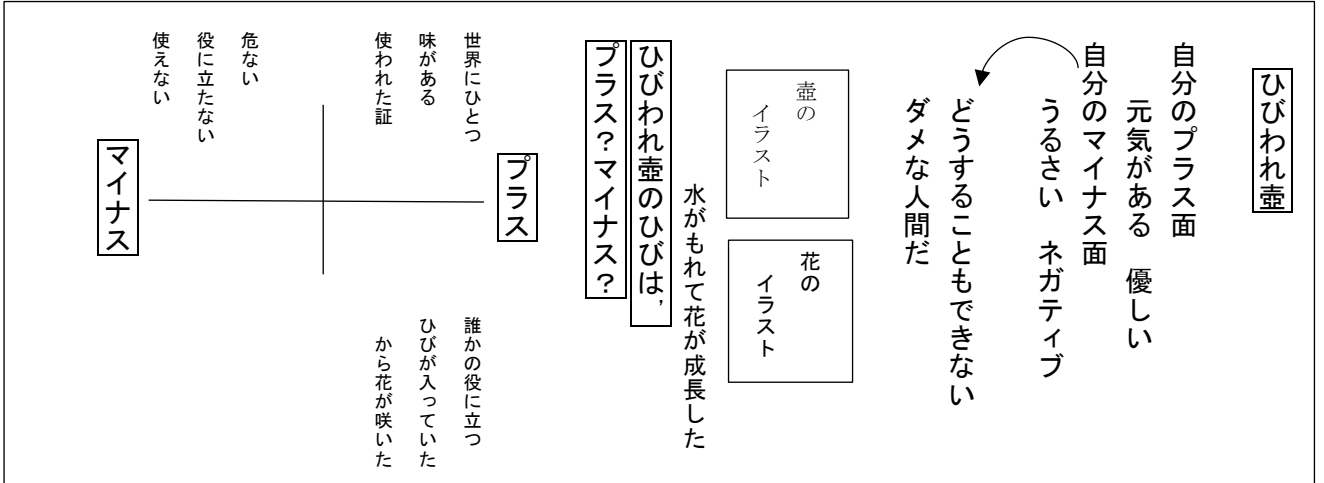 ひびわれ壺
自分のプラス面
元気がある　優しい
自分のマイナス面
うるさい　ネガティブ
どうすることもできない
ダメな人間だ
壺の
イラスト
花の
イラスト
水がもれて花が成長した
ひびわれ壺のひびは，
プラス？マイナス？
プラス
世界にひとつ
味がある
使われた証
誰かの役に立つ
ひびが入っていた
から花が咲いた
危ない
役に立たない
使えない
マイナス